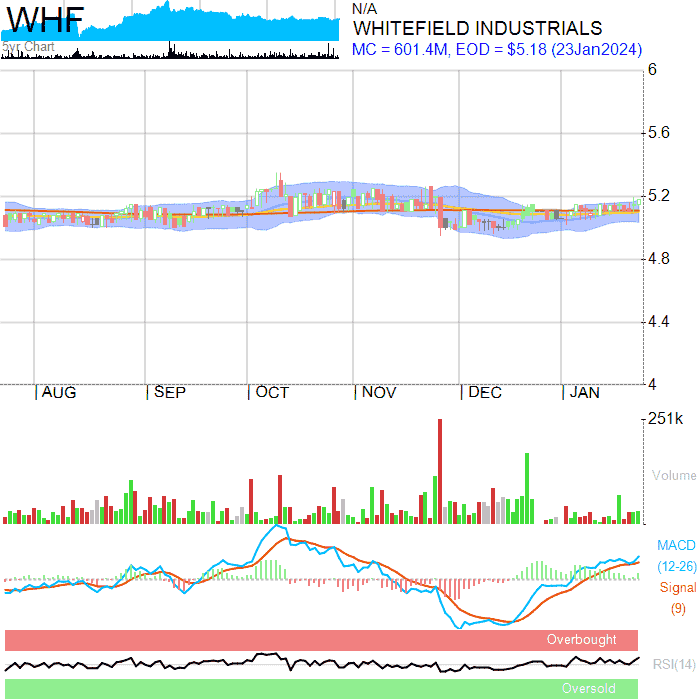 WHF
5yr Chart
N/A
WHITEFIELD INDUSTRIALS
MC = 601.4M, EOD = $5.18 (23Jan2024)
6
5.6
5.2
4.8
4.4
4
AUG SEP OCT NOV DEC JAN
251k
Volume
MACD
(12-26)
Signal
(9)
Overbought
RSI(14)
Oversold